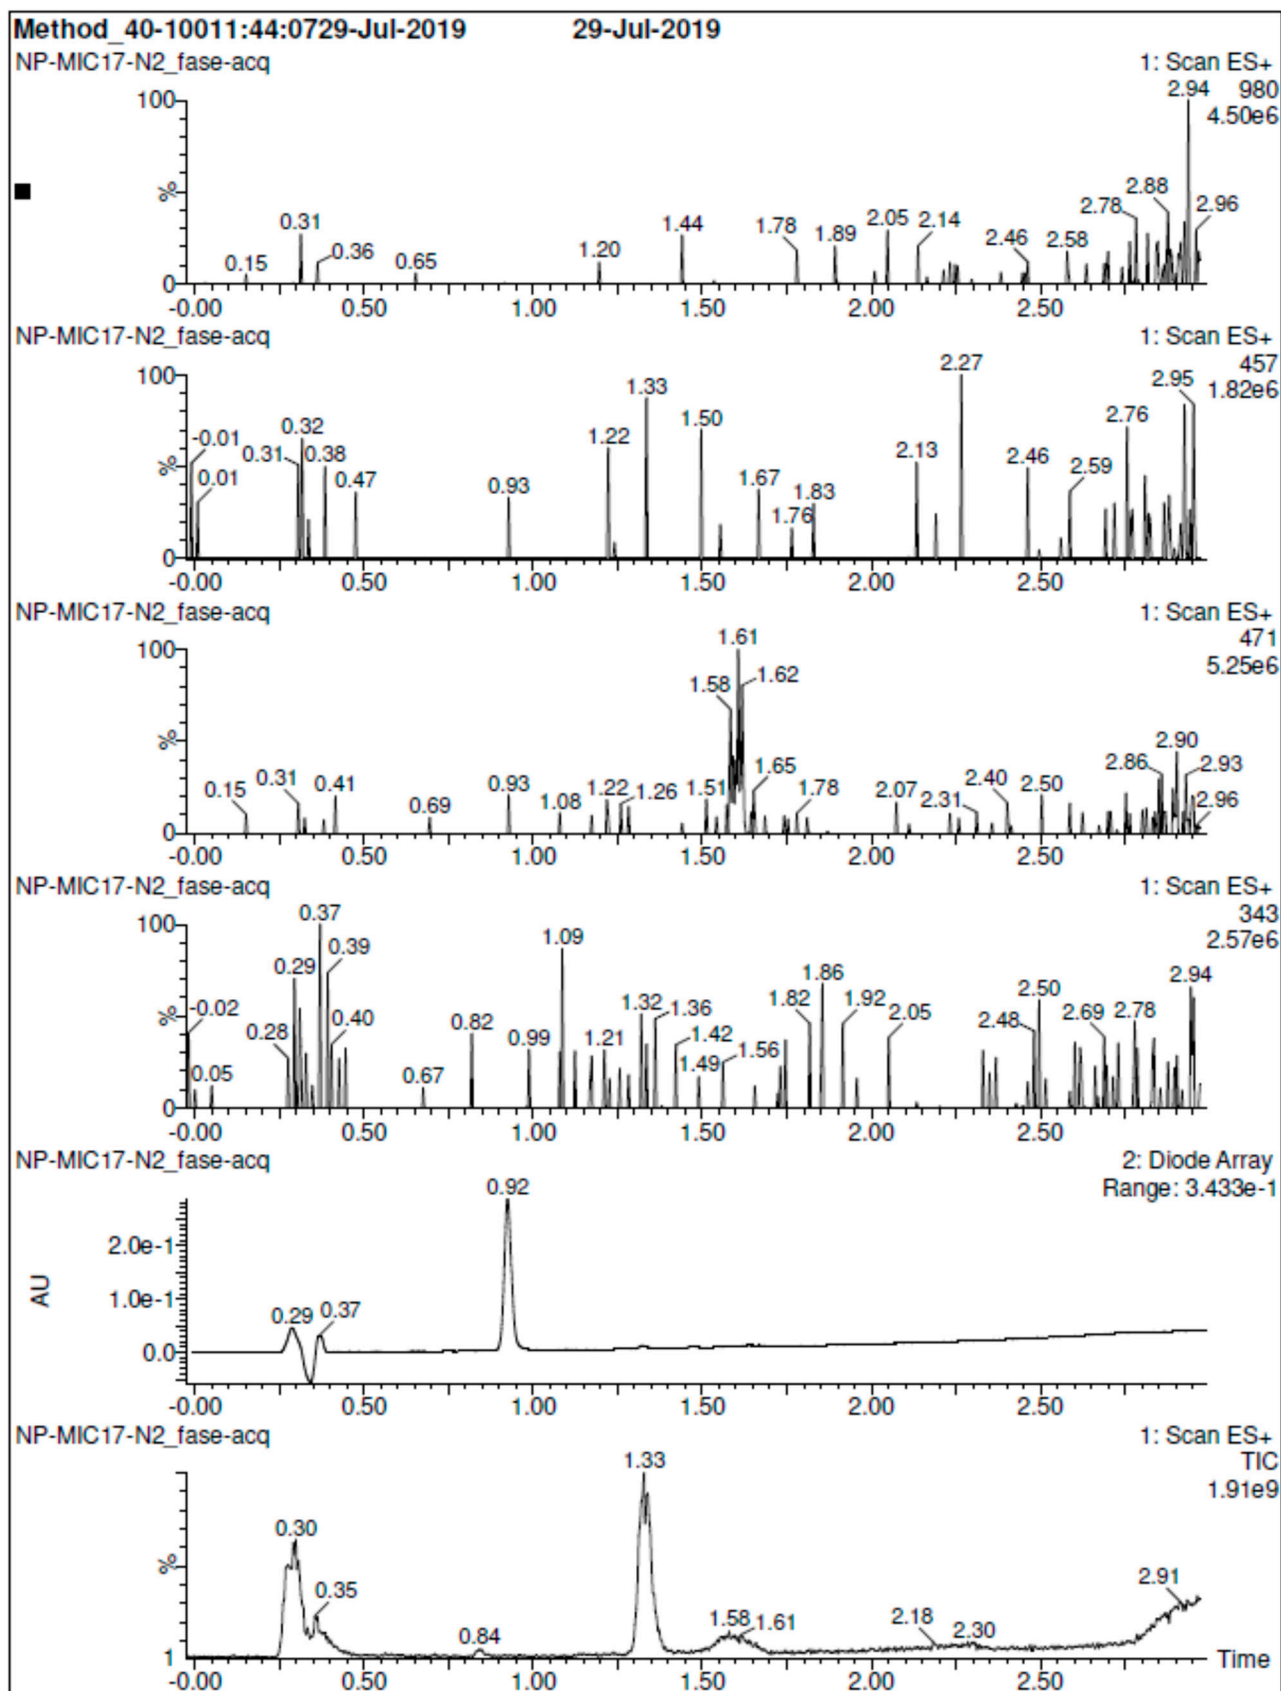 Method_40-10011:44:0729-Jul-2019 29-Jul-2019
NP-MIC17-N2_fase-acq 1: Scan ES+
980
4.50e6
100
%
0
0.15 0.31 0.36 0.65 1.20 1.44 1.78 1.89 2.05 2.14 2.46 2.58 2.78 2.88 2.94 2.96
-0.00 0.50 1.00 1.50 2.00 2.50
NP-MIC17-N2_fase-acq 1: Scan ES+
457
1.82e6
100
%
0
-0.01 0.01 0.31 0.32 0.38 0.47 0.93 1.22 1.33 1.50 1.67 1.76 1.83 2.13 2.27 2.46 2.59 2.76 2.95
-0.00 0.50 1.00 1.50 2.00 2.50
NP-MIC17-N2_fase-acq 1: Scan ES+
471
5.25e6
100
%
0
0.15 0.31 0.41 0.69 0.93 1.08 1.22 1.26 1.51 1.58 1.61 1.62 1.65 1.78 2.07 2.31 2.40 2.50 2.86 2.90 2.93 2.96
-0.00 0.50 1.00 1.50 2.00 2.50
NP-MIC17-N2_fase-acq 1: Scan ES+
343
2.57e6
100
%
0
-0.02 0.05 0.28 0.29 0.37 0.39 0.40 0.67 0.82 0.99 1.09 1.21 1.32 1.36 1.42 1.49 1.56 1.82 1.86 1.92 2.05 2.48 2.50 2.69 2.78 2.94
-0.00 0.50 1.00 1.50 2.00 2.50
NP-MIC17-N2_fase-acq 2: Diode Array
Range: 3.433e-1
AU
2.0e-1
1.0e-1
0.0
0.29 0.37 0.92
-0.00 0.50 1.00 1.50 2.00 2.50
NP-MIC17-N2_fase-acq 1: Scan ES+
TIC
1.91e9
%
1
0.30 0.35 0.84 1.33 1.58 1.61 2.18 2.30 2.91
Time
-0.00 0.50 1.00 1.50 2.00 2.50